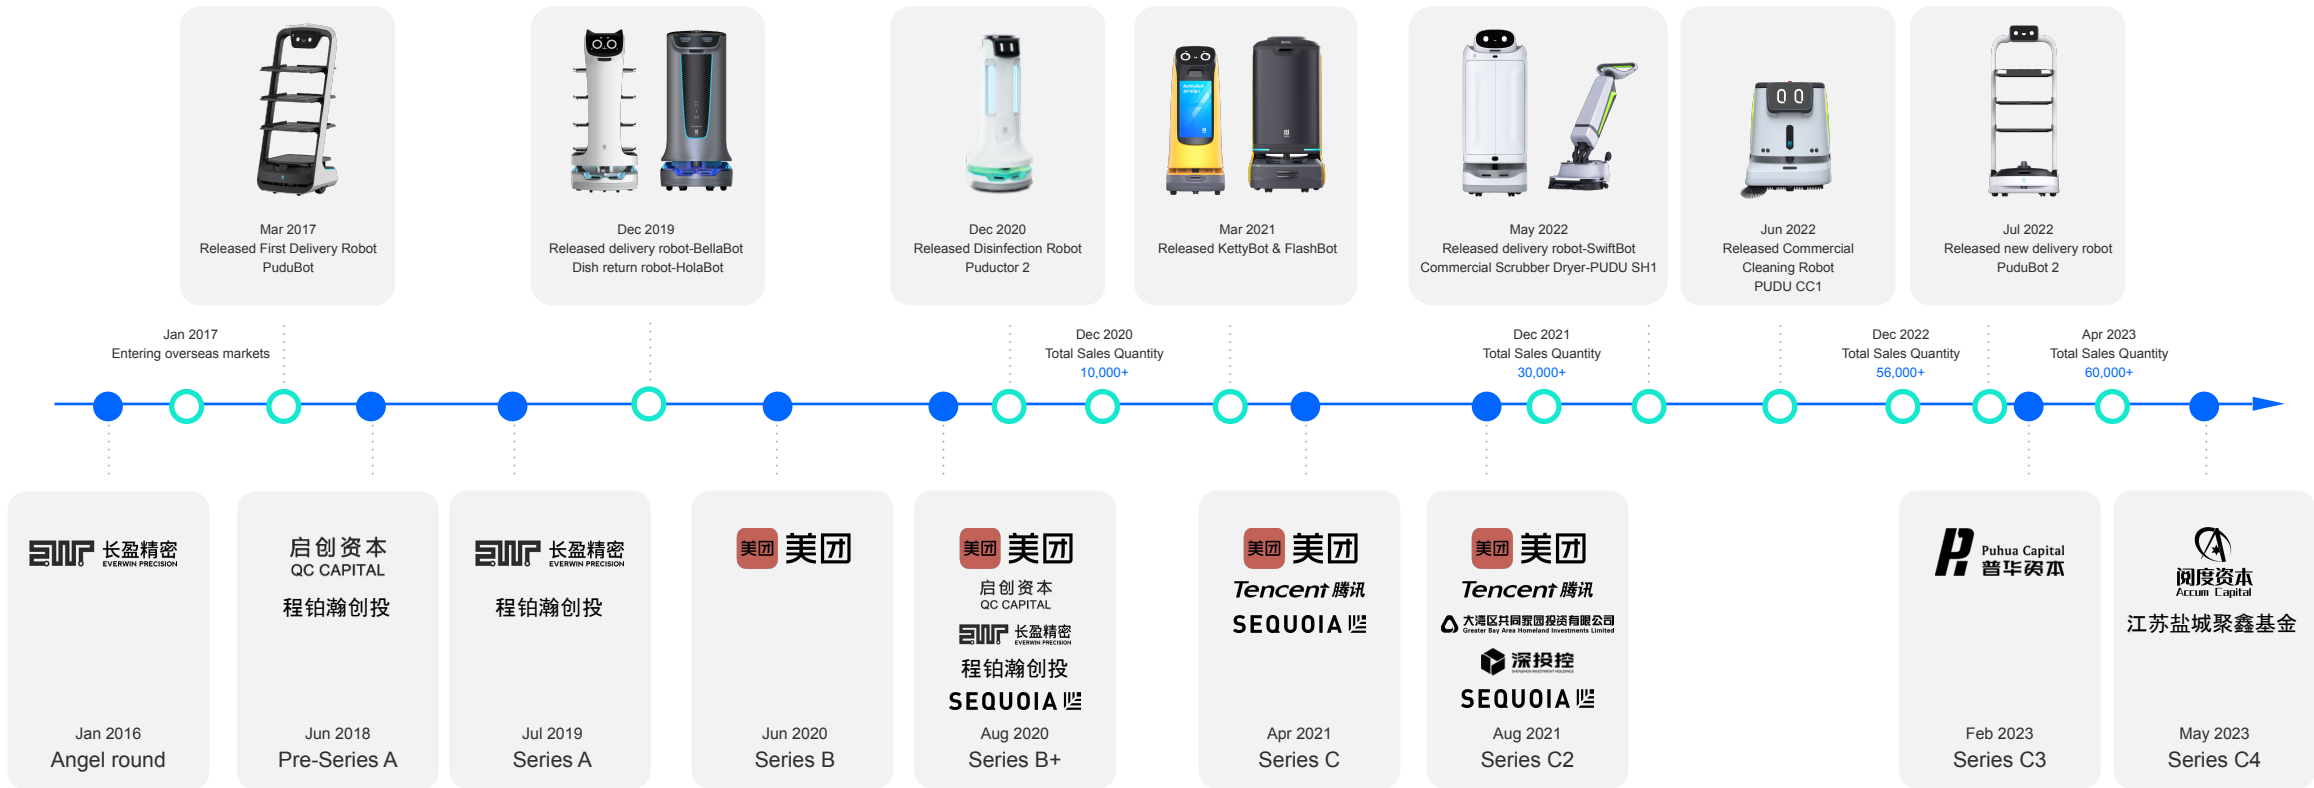 KettyBot
Mar 2017
Released First Delivery Robot
PuduBot
Dec 2019
Released delivery robot-BellaBot
Dish return robot-HolaBot
Dec 2020
Released Disinfection Robot
Puductor 2
Mar 2021
Released KettyBot & FlashBot
May 2022
Released delivery robot-SwiftBot
Commercial Scrubber Dryer-PUDU SH1
Jun 2022
Released Commercial
Cleaning Robot
PUDU CC1
Jul 2022
Released new delivery robot
PuduBot 2
Jan 2017
Entering overseas markets
Dec 2020
Total Sales Quantity
10,000+
Dec 2021
Total Sales Quantity
30,000+
Dec 2022
Total Sales Quantity
56,000+
Apr 2023
Total Sales Quantity
60,000+
长盈精密
EVERWIN PRECISION
Jan 2016
Angel round
启创资本
QC CAPITAL
程铂瀚创投
Jun 2018
Pre-Series A
长盈精密
EVERWIN PRECISION
程铂瀚创投
Jul 2019
Series A
美团 美团
Jun 2020
Series B
美团 美团
启创资本
QC CAPITAL
长盈精密
EVERWIN PRECISION
程铂瀚创投
SEQUOIA
Aug 2020
Series B+
美团 美团
Tencent 腾讯
SEQUOIA
Apr 2021
Series C
美团 美团
Tencent 腾讯
大湾区共同家园投资有限公司
Greater Bay Area Homeland Investments Limited
深投控
SHENZHEN INVESTMENT HOLDINGS
SEQUOIA
Aug 2021
Series C2
Puhua Capital
普华资本
Feb 2023
Series C3
阅度资本
Accum Capital
江苏盐城聚鑫基金
May 2023
Series C4